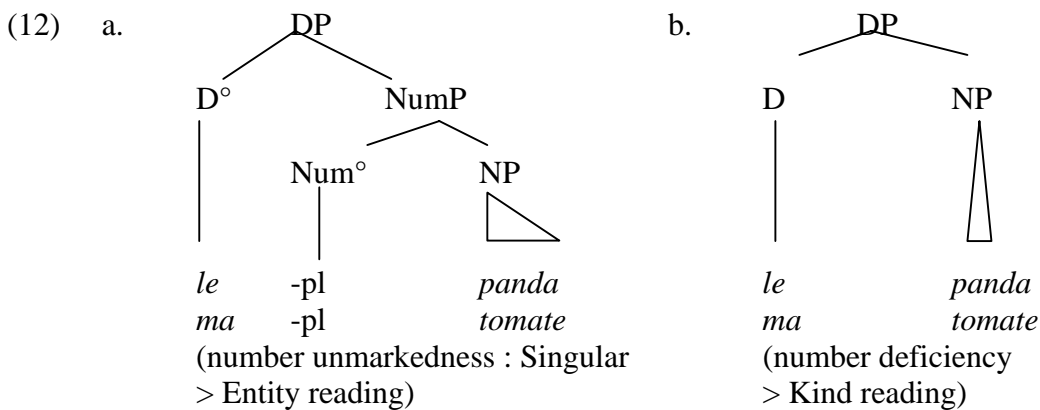 (12) a. DP b. DP
D° NumP D NP
Num° NP
le -pl panda le panda
ma -pl tomate ma tomate
(number unmarkedness : Singular (number deficiency
> Entity reading) > Kind reading)